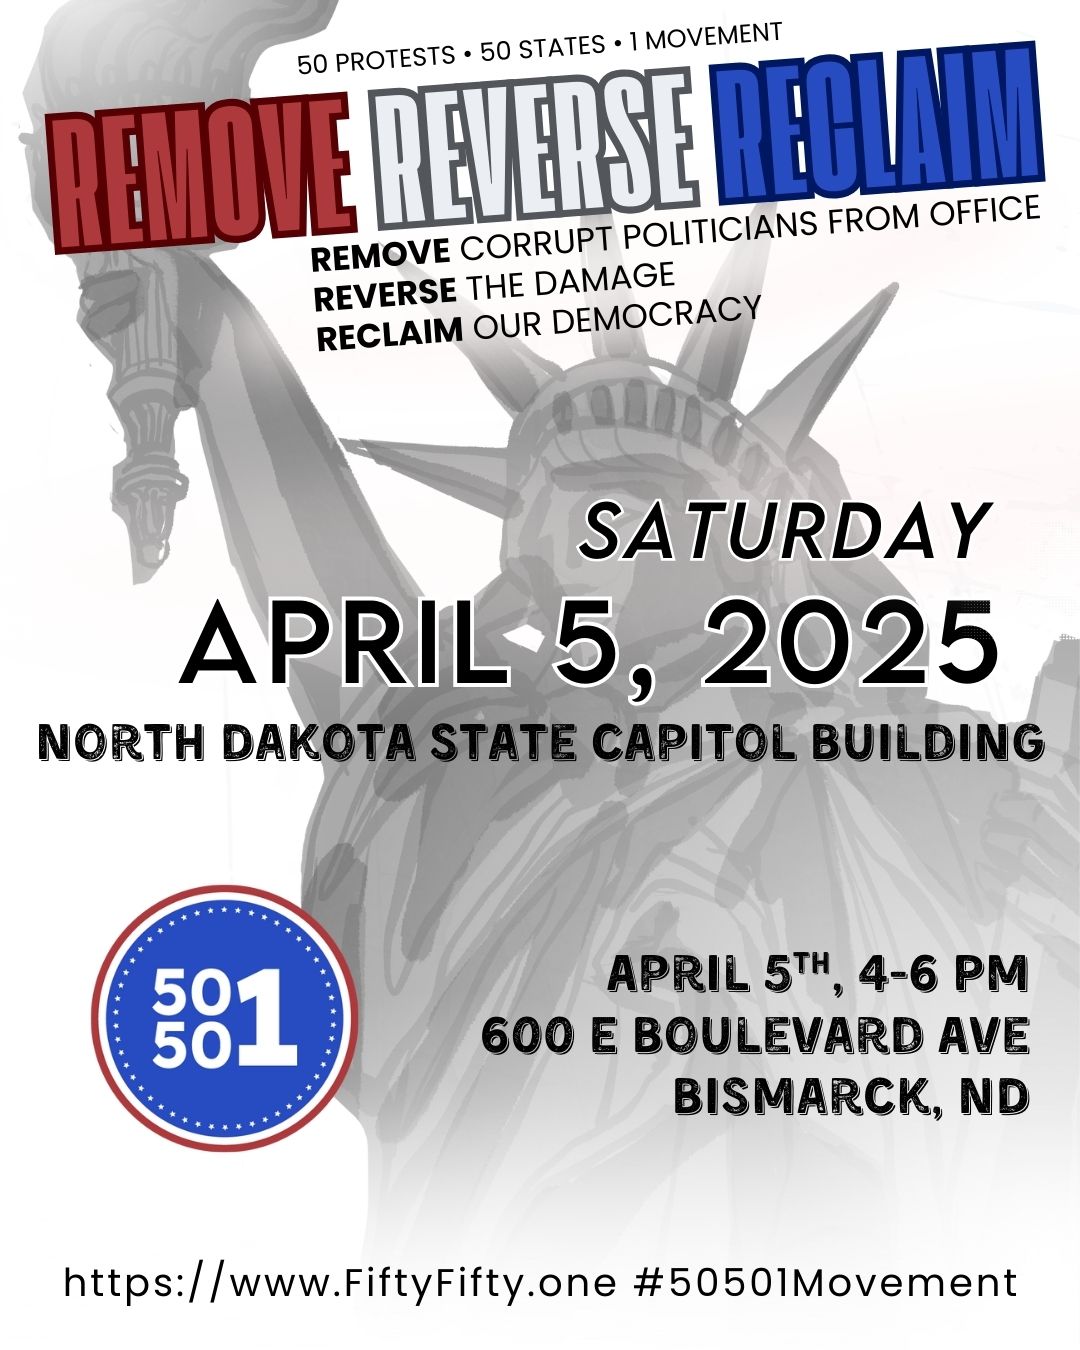 50 PROTESTS • 50 STATES • 1 MOVEMENT
REMOVE REVERSE RECLAIM
REMOVE CORRUPT POLITICIANS FROM OFFICE
REVERSE THE DAMAGE
RECLAIM OUR DEMOCRACY
SATURDAY
APRIL 5, 2025
NORTH DAKOTA STATE CAPITOL BUILDING
50
50
1
APRIL 5TH, 4-6 PM
600 E BOULEVARD AVE
BISMARCK, ND
https://www.FiftyFifty.one #50501Movement